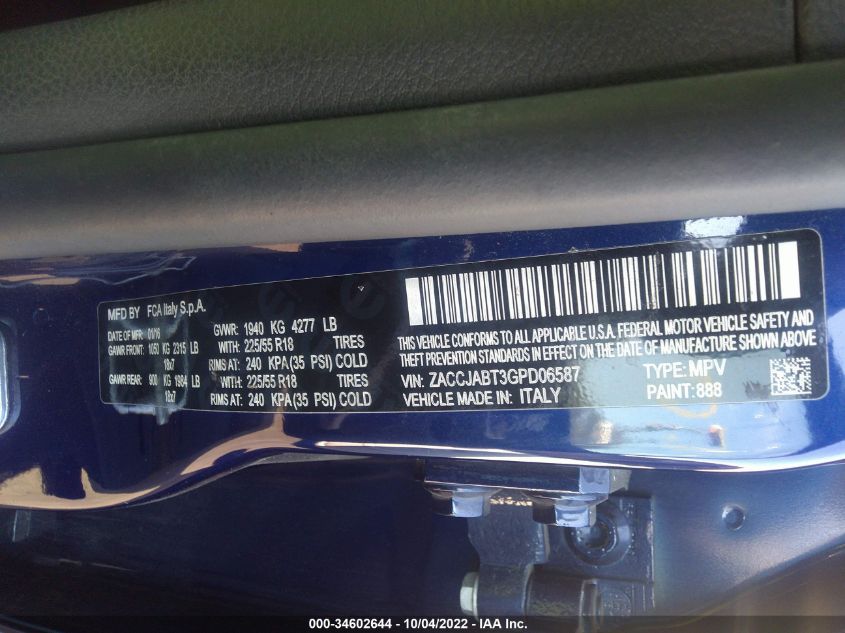 MFD BY FCA Italy S.p.A.
DATE OF MFR: 01/16 GVWR: 1940 KG 4277 LB
GAWR FRONT: 1050 KG 2315 LB WITH: 225/55 R18 TIRES
18x7 RIMS AT: 240 KPA(35 PSI) COLD
GAWR REAR: 900 KG 1984 LB WITH: 225/55 R18 TIRES
18x7 RIMS AT: 240 KPA(35 PSI) COLD
THIS VEHICLE CONFORMS TO ALL APPLICABLE U.S.A. FEDERAL MOTOR VEHICLE SAFETY AND
THEFT PREVENTION STANDARDS IN EFFECT ON THE DATE OF MANUFACTURE SHOWN ABOVE
VIN: ZACCJABT3GPD06587 TYPE: MPV
VEHICLE MADE IN: ITALY PAINT: 888
000-34602644 - 10/04/2022 - IAA Inc.